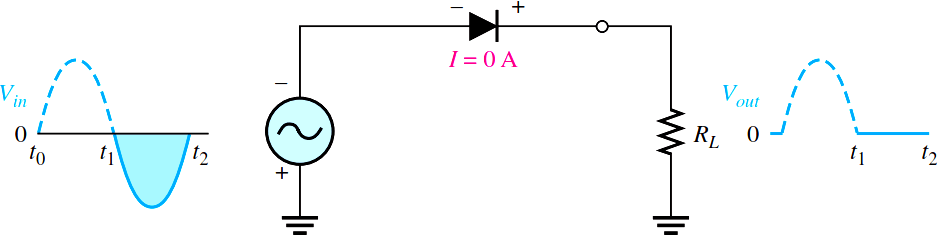 − +
I = 0 A
−
V_in
V_out
0
R_L
0
t_0
t_1
t_2
t_1
t_2
+